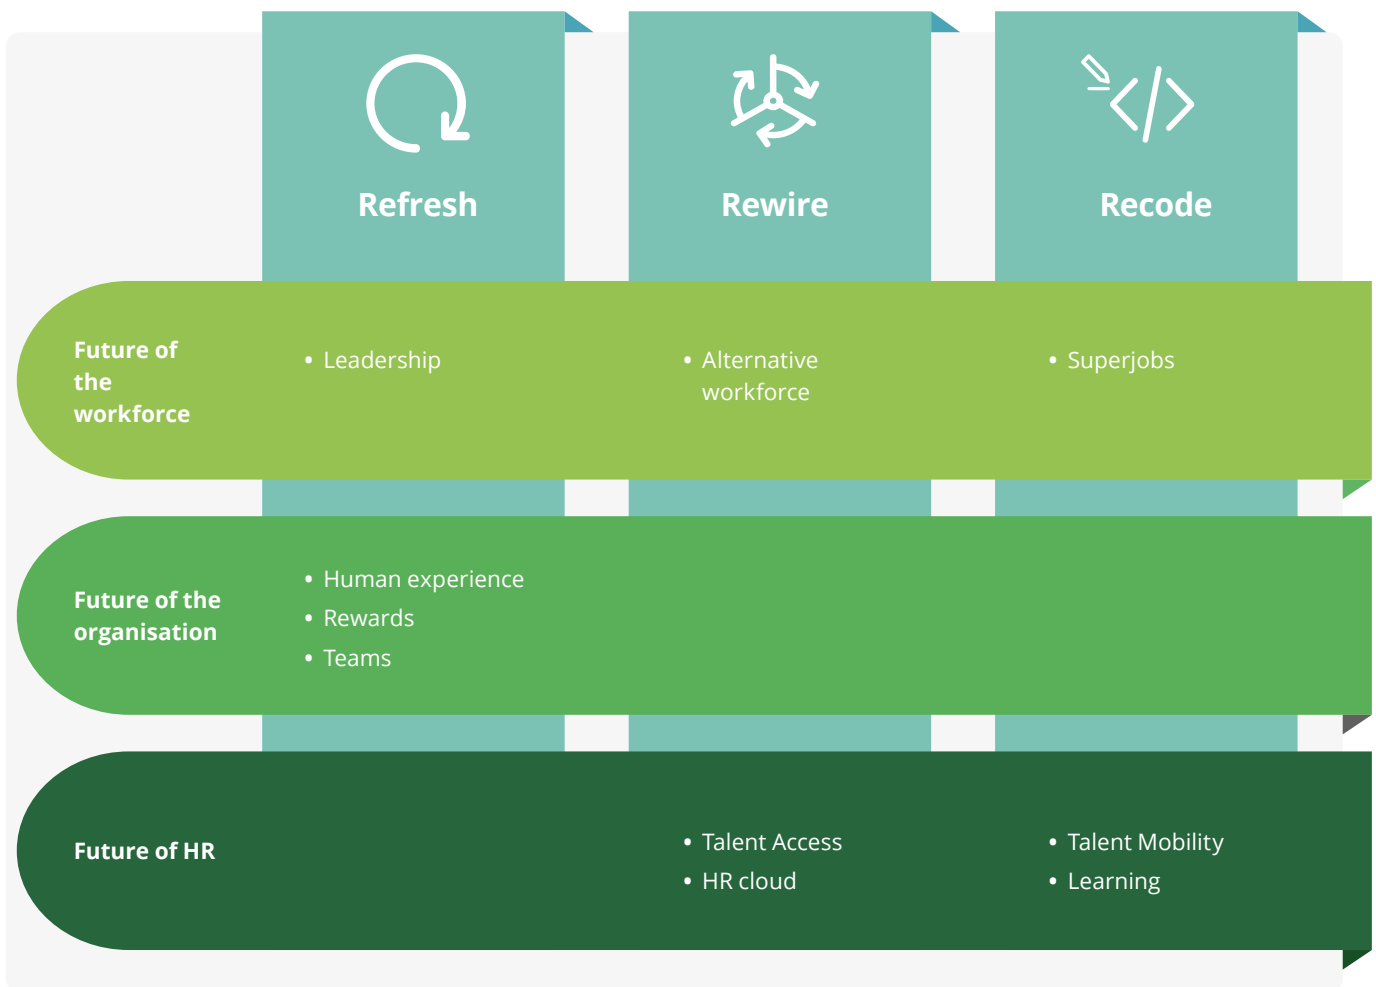 Refresh
Rewire
Recode
Future of
the
workforce
• Leadership
• Alternative
workforce
• Superjobs
Future of the
organisation
• Human experience
• Rewards
• Teams
Future of HR
• Talent Access
• HR cloud
• Talent Mobility
• Learning